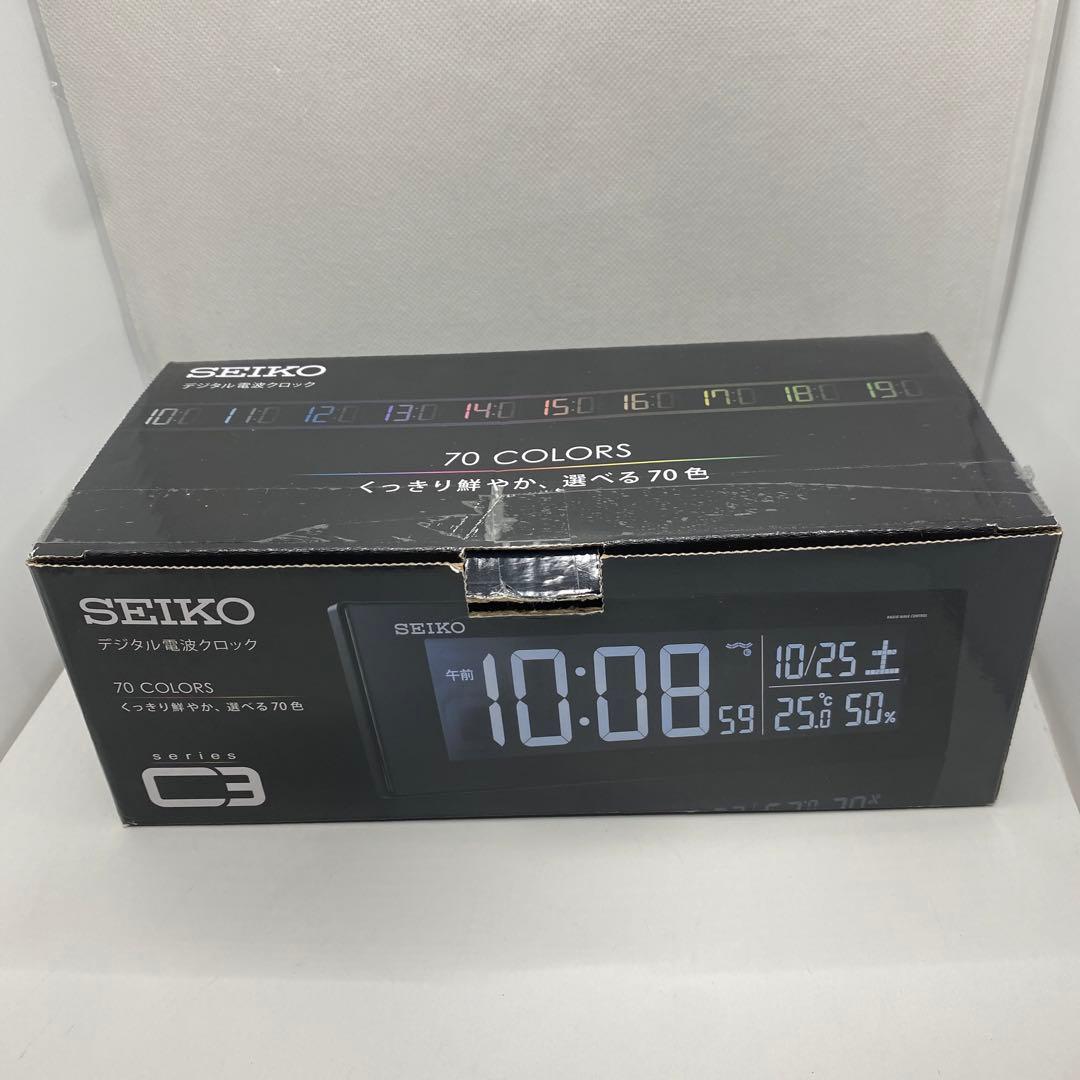 SEIKO
デジタル電波クロック
10:0 11:0 12:0 13:0 14:0 15:0 16:0 17:0 18:0 19:0
70 COLORS
くっきり鮮やか、選べる70色
SEIKO
デジタル電波クロック
70 COLORS
くっきり鮮やか、選べる70色
series
C3
SEIKO
RADIO WAVE CONTROL
午前 10:08 59
10/25 土
25.0℃ 50%